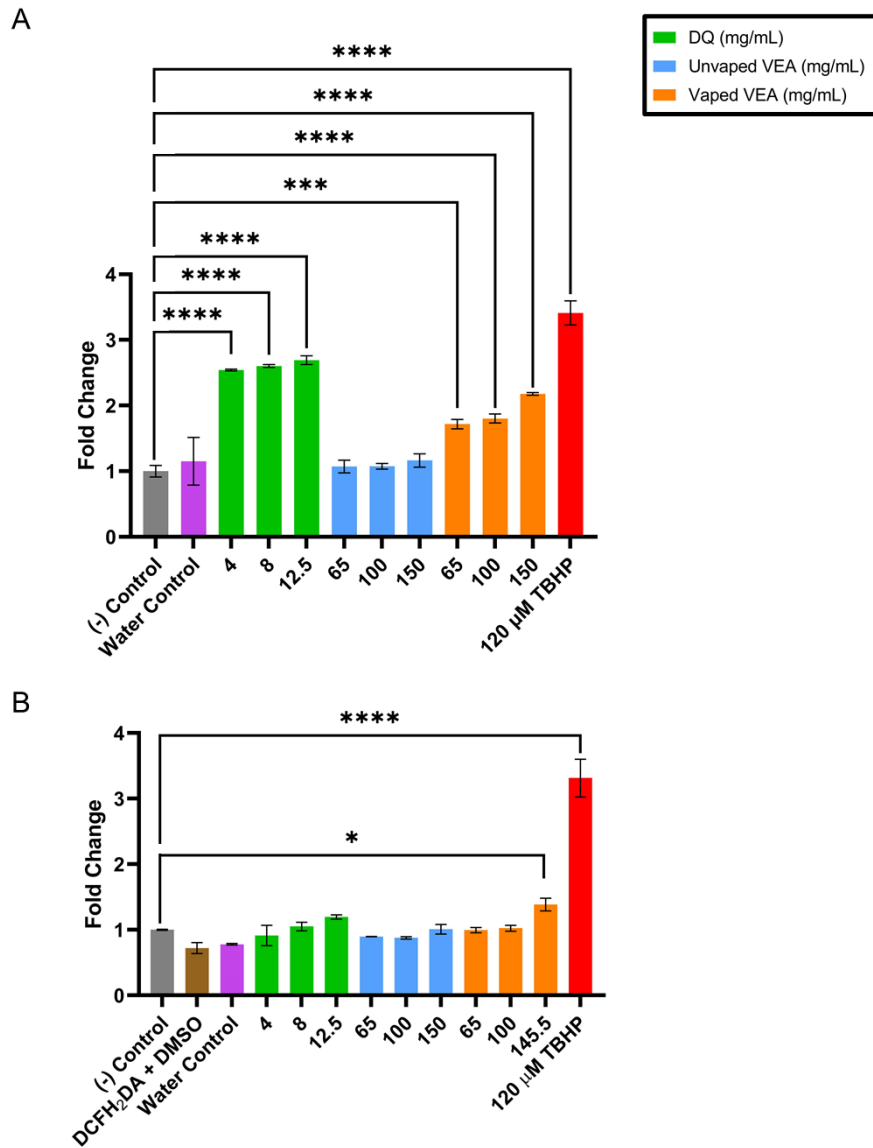 A
DQ (mg/mL)
Unvaped VEA (mg/mL)
Vaped VEA (mg/mL)
****
****
****
***
****
****
****
Fold Change
4
3
2
1
0
(-) Control
Water Control
4
8
12.5
65
100
150
65
100
150
120 µM TBHP
B
****
*
Fold Change
4
3
2
1
0
(-) Control
DCFH₂DA + DMSO
Water Control
4
8
12.5
65
100
150
65
100
145.5
120 µM TBHP